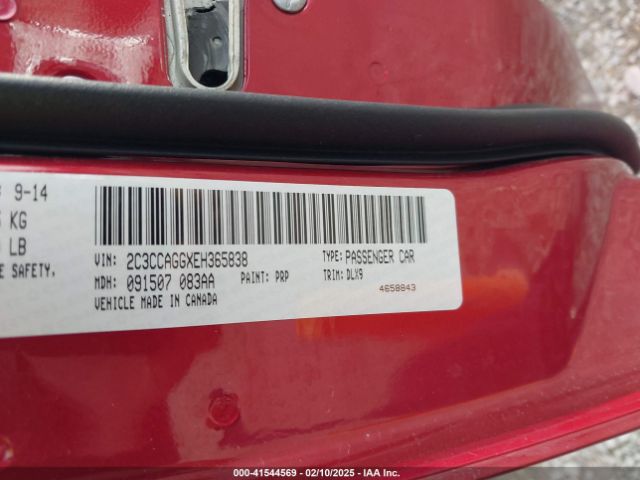 9-14
KG
LB
SAFETY.
VIN: 2C3CCAGGXEH365838 TYPE: PASSENGER CAR
MDH: 091507 083AA PAINT: PRP TRIM: DLX9
VEHICLE MADE IN CANADA 4658843
000-41544569 • 02/10/2025 • IAA Inc.